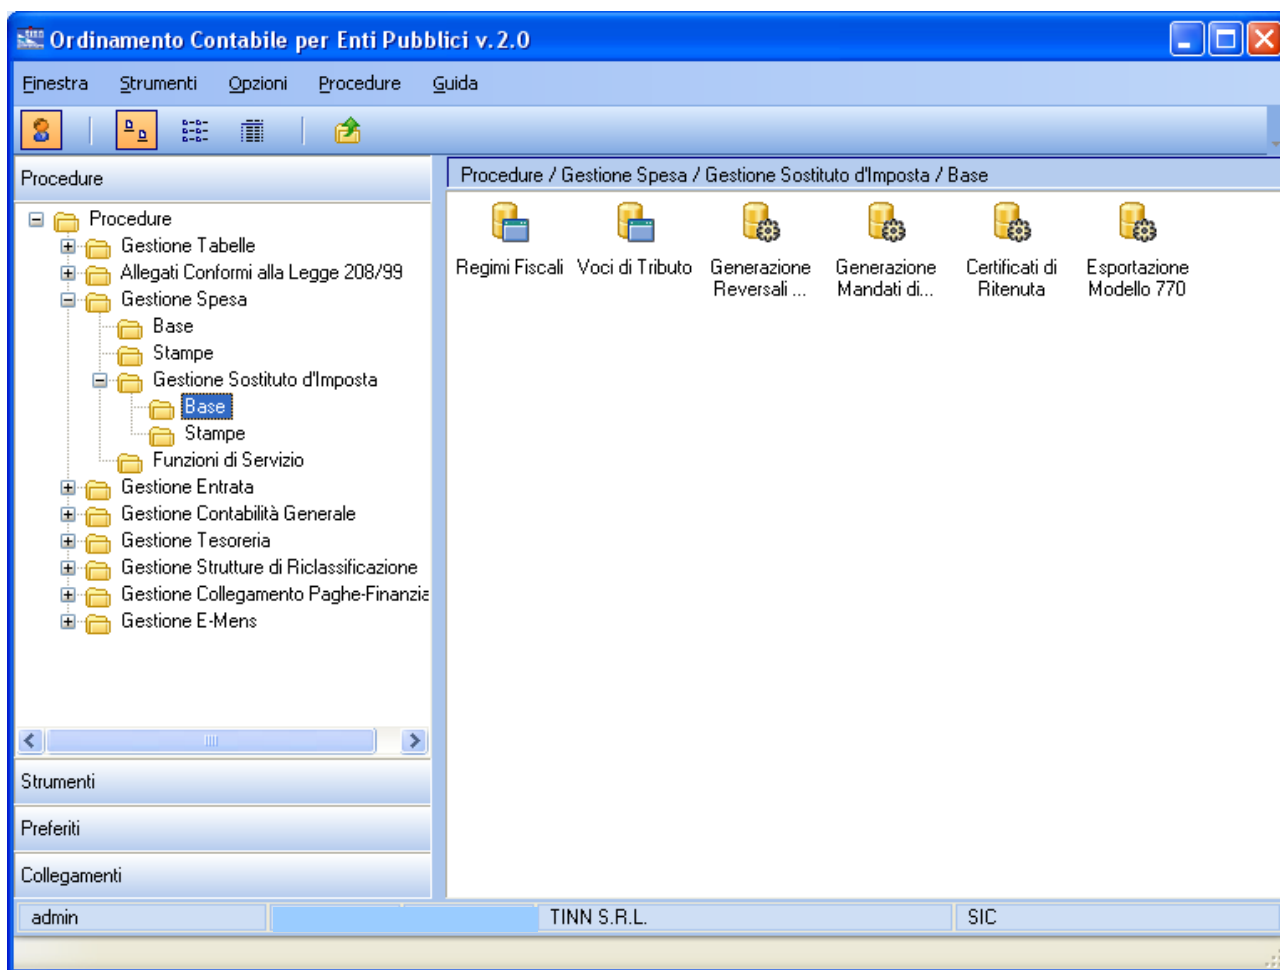 Ordinamento Contabile per Enti Pubblici v.2.0
Finestra Strumenti Opzioni Procedure Guida
Procedure
Procedure
Gestione Tabelle
Allegati Conformi alla Legge 208/99
Gestione Spesa
Base
Stampe
Gestione Sostituto d'Imposta
Base
Stampe
Funzioni di Servizio
Gestione Entrata
Gestione Contabilità Generale
Gestione Tesoreria
Gestione Strutture di Riclassificazione
Gestione Collegamento Paghe-Finanzia
Gestione E-Mens
Strumenti
Preferiti
Collegamenti
Procedure / Gestione Spesa / Gestione Sostituto d'Imposta / Base
Regimi Fiscali
Voci di Tributo
Generazione
Reversali ...
Generazione
Mandati di...
Certificati di
Ritenuta
Esportazione
Modello 770
admin TINN S.R.L. SIC